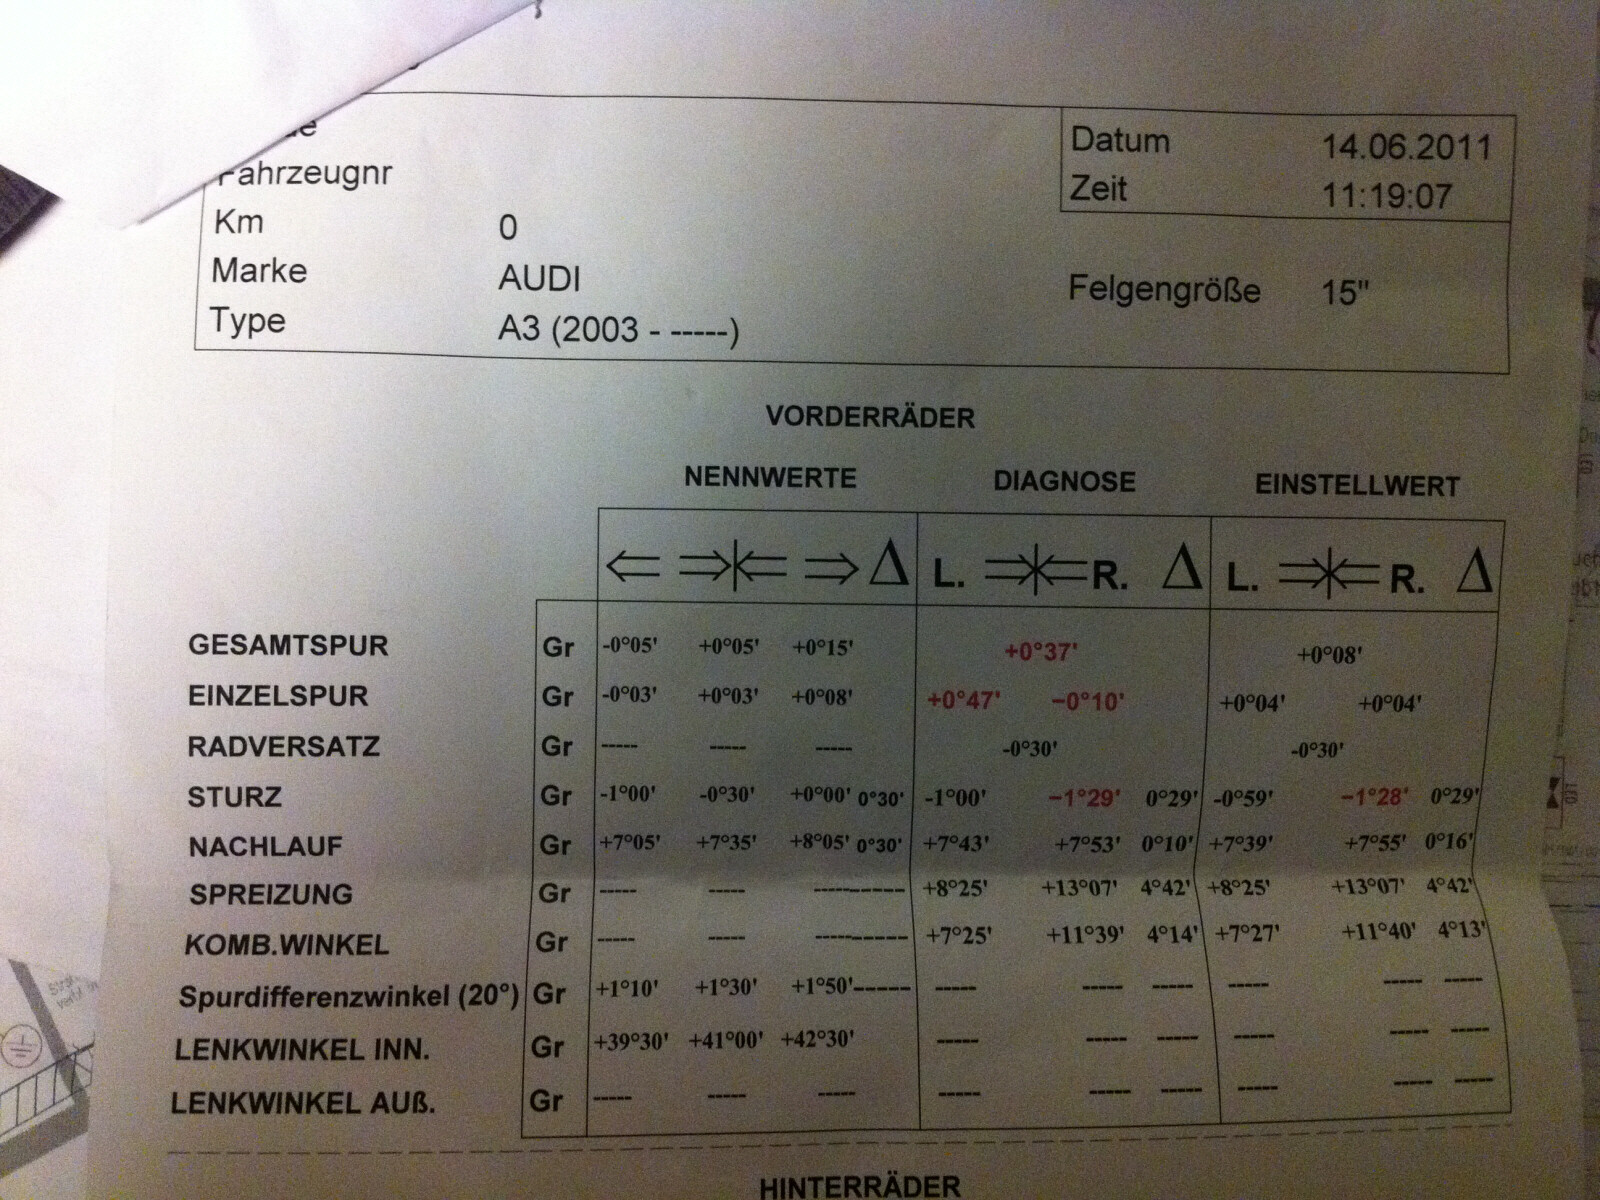 Fahrzeugnr
Km 0
Marke AUDI
Type A3 (2003 - -----)
Datum 14.06.2011
Zeit 11:19:07
Felgengröße 15"
VORDERRÄDER
NENNWERTE DIAGNOSE EINSTELLWERT
⇐ ⇒|⇐ ⇒ Δ L. ⇒|⇐ R. Δ L. ⇒|⇐ R. Δ
GESAMTSPUR Gr -0°05' +0°05' +0°15' +0°37' +0°08'
EINZELSPUR Gr -0°03' +0°03' +0°08' +0°47' −0°10' +0°04' +0°04'
RADVERSATZ Gr ----- ----- ----- -0°30' -0°30'
STURZ Gr -1°00' -0°30' +0°00' 0°30' -1°00' −1°29' 0°29' -0°59' −1°28' 0°29'
NACHLAUF Gr +7°05' +7°35' +8°05' 0°30' +7°43' +7°53' 0°10' +7°39' +7°55' 0°16'
SPREIZUNG Gr ----- ----- ----- ----- +8°25' +13°07' 4°42' +8°25' +13°07' 4°42'
KOMB.WINKEL Gr ----- ----- ----- ----- +7°25' +11°39' 4°14' +7°27' +11°40' 4°13'
Spurdifferenzwinkel (20°) Gr +1°10' +1°30' +1°50' ----- ----- ----- ----- ----- ----- -----
LENKWINKEL INN. Gr +39°30' +41°00' +42°30' ----- ----- ----- ----- ----- -----
LENKWINKEL AUß. Gr ----- ----- ----- ----- ----- ----- ----- ----- -----
HINTERRÄDER